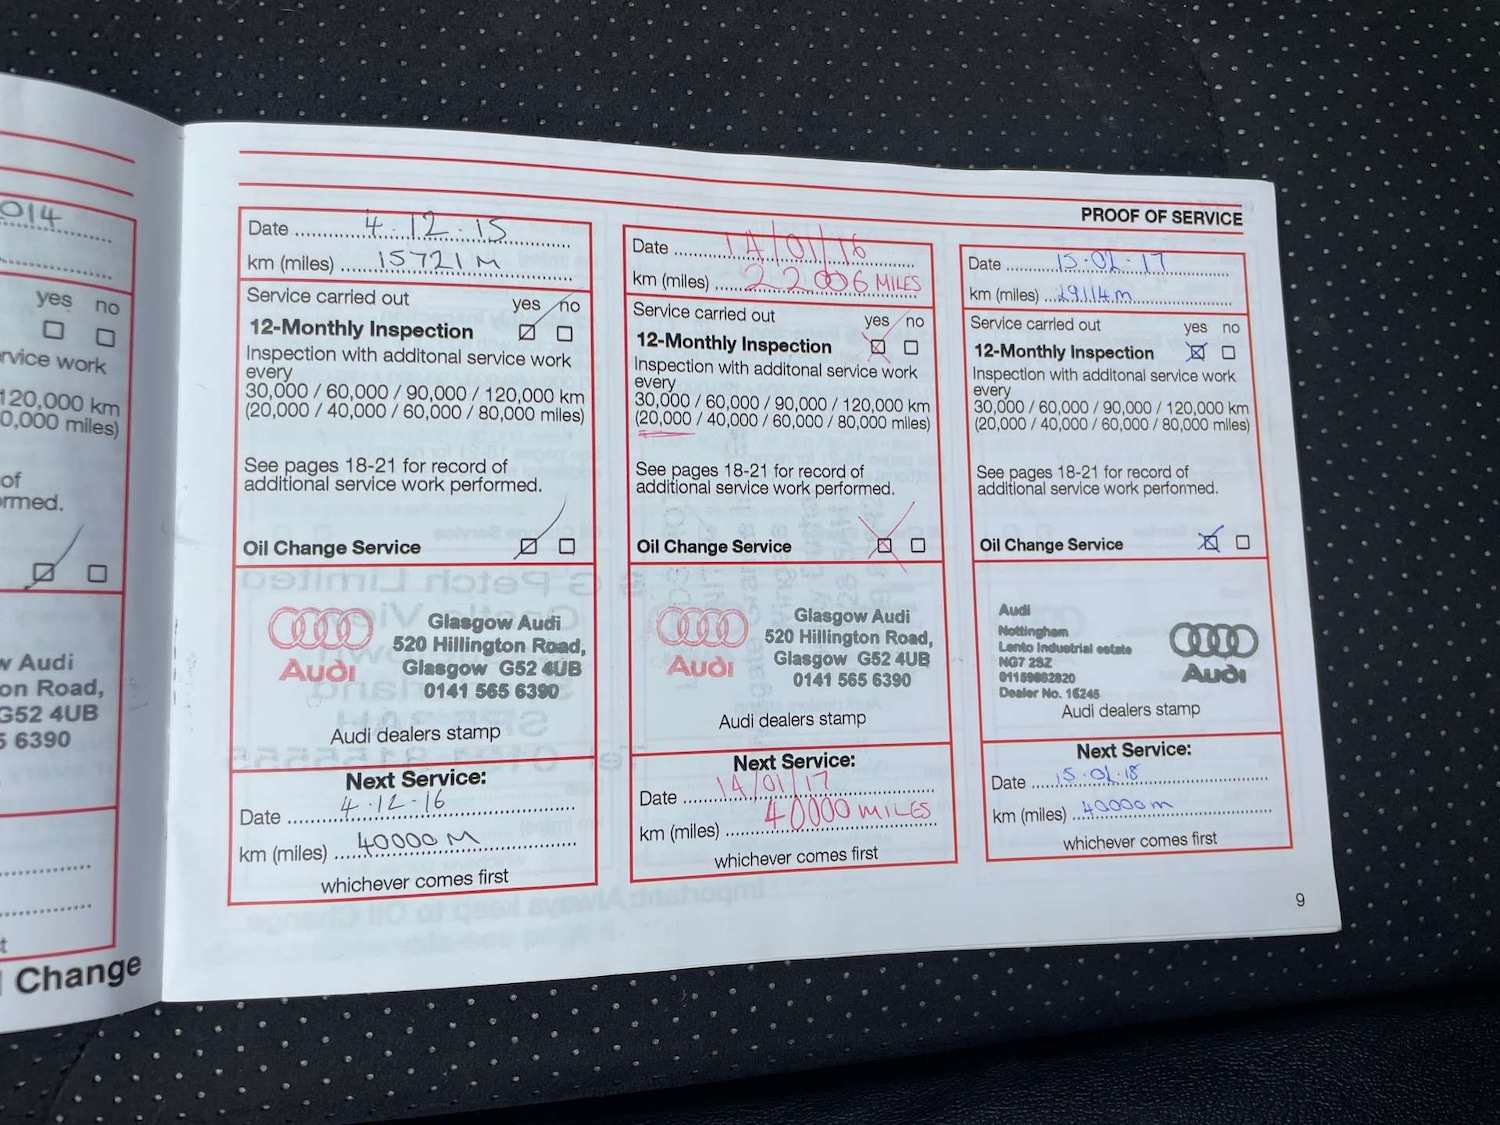 014
yes no
rvice work
120,000 km
0,000 miles)
of
ormed.
w Audi
on Road,
G52 4UB
5 6390
Change
PROOF OF SERVICE
Date 4.12.15
km (miles) 15721 M
Service carried out
yes no
12-Monthly Inspection
Inspection with additonal service work
every
30,000 / 60,000 / 90,000 / 120,000 km
(20,000 / 40,000 / 60,000 / 80,000 miles)
See pages 18-21 for record of
additional service work performed.
Oil Change Service
Audi
Glasgow Audi
520 Hillington Road,
Glasgow G52 4UB
0141 565 6390
Audi dealers stamp
Next Service:
Date 4.12.16
km (miles) 40000 M
whichever comes first
Date 14/01/16
km (miles) 22006 MILES
Service carried out
yes no
12-Monthly Inspection
Inspection with additonal service work
every
30,000 / 60,000 / 90,000 / 120,000 km
(20,000 / 40,000 / 60,000 / 80,000 miles)
See pages 18-21 for record of
additional service work performed.
Oil Change Service
Audi
Glasgow Audi
520 Hillington Road,
Glasgow G52 4UB
0141 565 6390
Audi dealers stamp
Next Service:
Date 14/01/17
km (miles) 40000 MILES
whichever comes first
Date 15.02.17
km (miles) 29114 m
Service carried out
yes no
12-Monthly Inspection
Inspection with additonal service work
every
30,000 / 60,000 / 90,000 / 120,000 km
(20,000 / 40,000 / 60,000 / 80,000 miles)
See pages 18-21 for record of
additional service work performed.
Oil Change Service
Audi
Nottingham
Lento Industrial estate
NG7 2SZ
Dealer No. 16245
Audi
Audi dealers stamp
Next Service:
Date 15.02.18
km (miles) 40000 m
whichever comes first
9